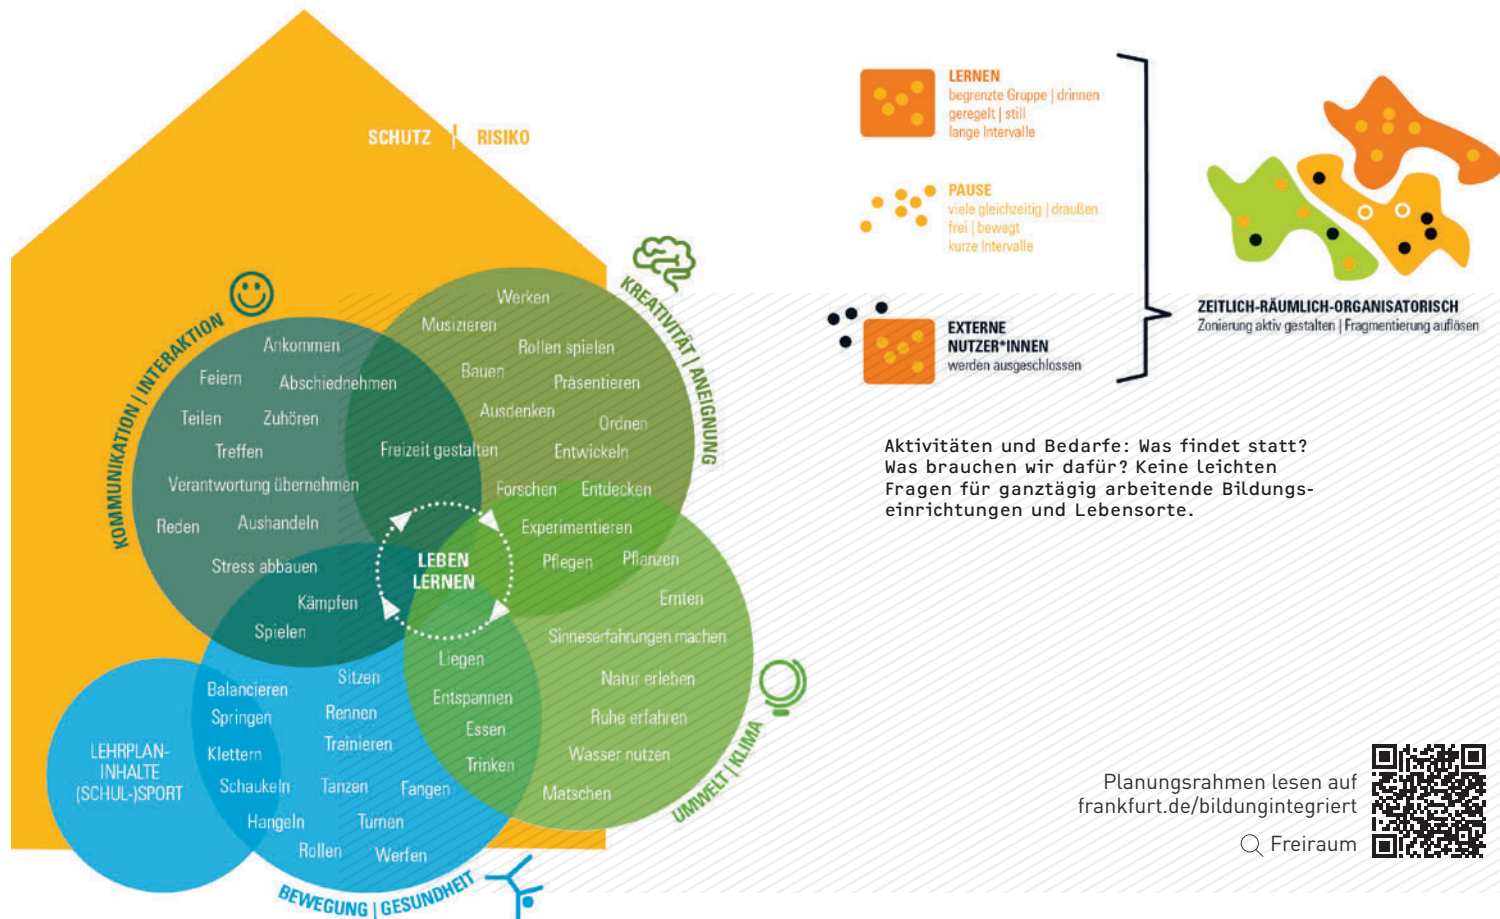 SCHUTZ | RISIKO
KOMMUNIKATION | INTERAKTION
Ankommen
Feiern
Abschiednehmen
Teilen
Zuhören
Treffen
Verantwortung übernehmen
Reden
Aushandeln
Stress abbauen
Kämpfen
Spielen
KREATIVITÄT | ANEIGNUNG
Werken
Musizieren
Rollen spielen
Bauen
Präsentieren
Ausdenken
Ordnen
Freizeit gestalten
Entwickeln
Forschen
Entdecken
Experimentieren
Pflegen
Pflanzen
LEBEN
LERNEN
Ernten
Sinneserfahrungen machen
Natur erleben
Ruhe erfahren
Wasser nutzen
Matschen
UMWELT | KLIMA
Liegen
Entspannen
Essen
Trinken
Sitzen
Balancieren
Springen
Rennen
Klettern
Trainieren
Schaukeln
Tanzen
Fangen
Hangeln
Turnen
Rollen
Werfen
BEWEGUNG | GESUNDHEIT
LEHRPLAN-
INHALTE
(SCHUL-)SPORT
LERNEN
begrenzte Gruppe | drinnen
geregelt | still
lange Intervalle
PAUSE
viele gleichzeitig | draußen
frei | bewegt
kurze Intervalle
EXTERNE
NUTZER*INNEN
werden ausgeschlossen
ZEITLICH-RÄUMLICH-ORGANISATORISCH
Zonierung aktiv gestalten | Fragmentierung auflösen
Aktivitäten und Bedarfe: Was findet statt?
Was brauchen wir dafür? Keine leichten
Fragen für ganztägig arbeitende Bildungs-
einrichtungen und Lebensorte.
Planungsrahmen lesen auf
frankfurt.de/bildungintegriert
Freiraum